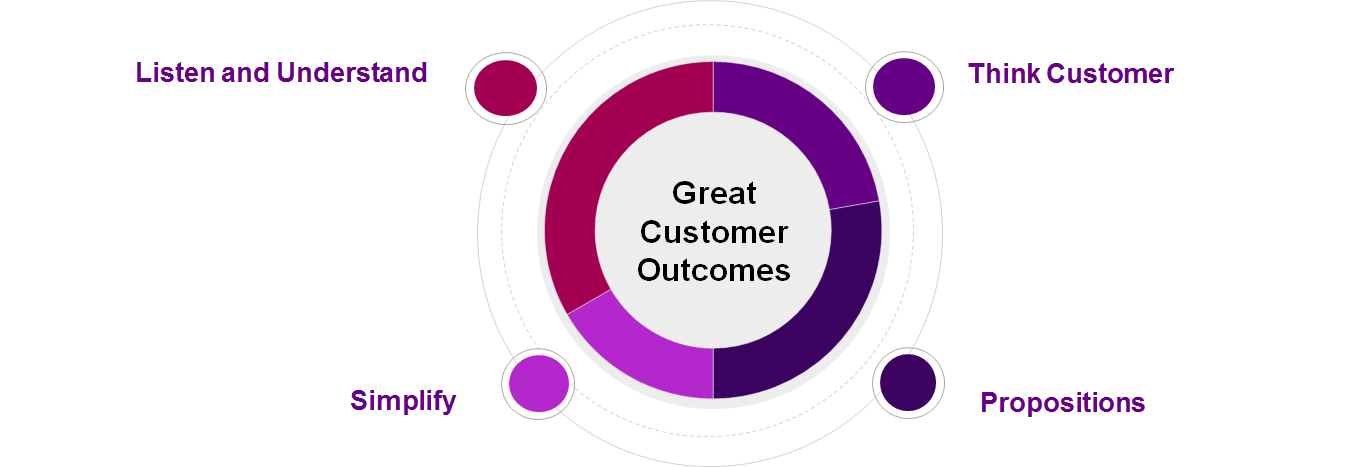 Listen and Understand
Think Customer
Great
Customer
Outcomes
Simplify
Propositions